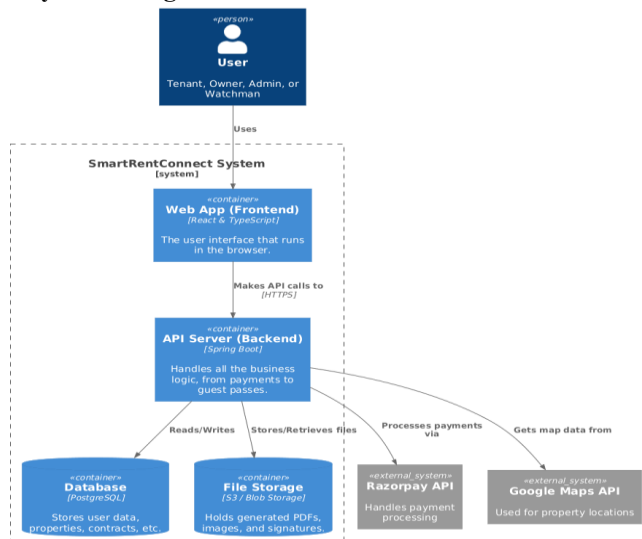 «person»
User
Tenant, Owner, Admin, or
Watchman
Uses
SmartRentConnect System
[system]
«container»
Web App (Frontend)
[React & TypeScript]
The user interface that runs
in the browser.
Makes API calls to
[HTTPS]
«container»
API Server (Backend)
[Spring Boot]
Handles all the business
logic, from payments to
guest passes.
Reads/Writes
Stores/Retrieves files
Processes payments
via
Gets map data from
«container»
Database
[PostgreSQL]
Stores user data,
properties, contracts, etc.
«container»
File Storage
[S3 / Blob Storage]
Holds generated PDFs,
images, and signatures.
«external_system»
Razorpay API
Handles payment
processing
«external_system»
Google Maps API
Used for property locations